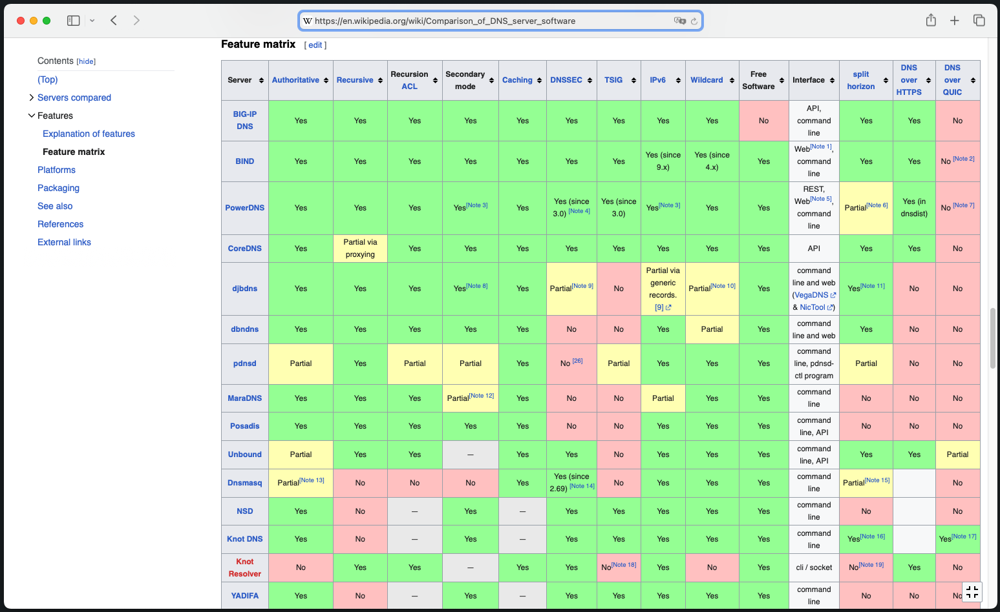 W https://en.wikipedia.org/wiki/Comparison_of_DNS_server_software
Contents [hide]
(Top)
Servers compared
Features
Explanation of features
Feature matrix
Platforms
Packaging
See also
References
External links
Feature matrix [ edit ]
Server Authoritative Recursive Recursion ACL Secondary mode Caching DNSSEC TSIG IPv6 Wildcard Free Software Interface split horizon DNS over HTTPS DNS over QUIC
BIG-IP DNS Yes Yes Yes Yes Yes Yes Yes Yes Yes No API, command line Yes Yes No
BIND Yes Yes Yes Yes Yes Yes Yes Yes (since 9.x) Yes (since 4.x) Yes Web[Note 1], command line Yes Yes No [Note 2]
PowerDNS Yes Yes Yes Yes[Note 3] Yes Yes (since 3.0) [Note 4] Yes (since 3.0) Yes[Note 3] Yes Yes REST, Web[Note 5], command line Partial[Note 6] Yes (in dnsdist) No [Note 7]
CoreDNS Yes Partial via proxying Yes Yes Yes Yes Yes Yes Yes Yes API Yes Yes No
djbdns Yes Yes Yes Yes[Note 8] Yes Partial[Note 9] No Partial via generic records. [9] Partial[Note 10] Yes command line and web (VegaDNS & NicTool) Yes[Note 11] No No
dbndns Yes Yes Yes Yes Yes No No Yes Partial Yes command line and web Yes No No
pdnsd Partial Yes Partial Partial Yes No [26] Partial Yes Yes Yes command line, pdnsd-ctl program Partial No No
MaraDNS Yes Yes Yes Partial[Note 12] Yes No No Partial Yes Yes command line No No No
Posadis Yes Yes Yes Yes Yes No No Yes Yes Yes command line, API No No No
Unbound Partial Yes Yes — Yes Yes No Yes Yes Yes command line, API Yes Yes Partial
Dnsmasq Partial[Note 13] No No No Yes Yes (since 2.69) [Note 14] No Yes Yes Yes command line Partial[Note 15] No
NSD Yes No — Yes — Yes Yes Yes Yes Yes command line No No
Knot DNS Yes No — Yes — Yes Yes Yes Yes Yes command line Yes[Note 16] Yes[Note 17]
Knot Resolver No Yes Yes — Yes Yes No[Note 18] Yes No Yes cli / socket No[Note 19] Yes No
YADIFA Yes No — Yes — Yes Yes Yes Yes Yes command line No No No